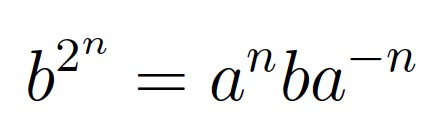 $b^{2^n} = a^n b a^{-n}$